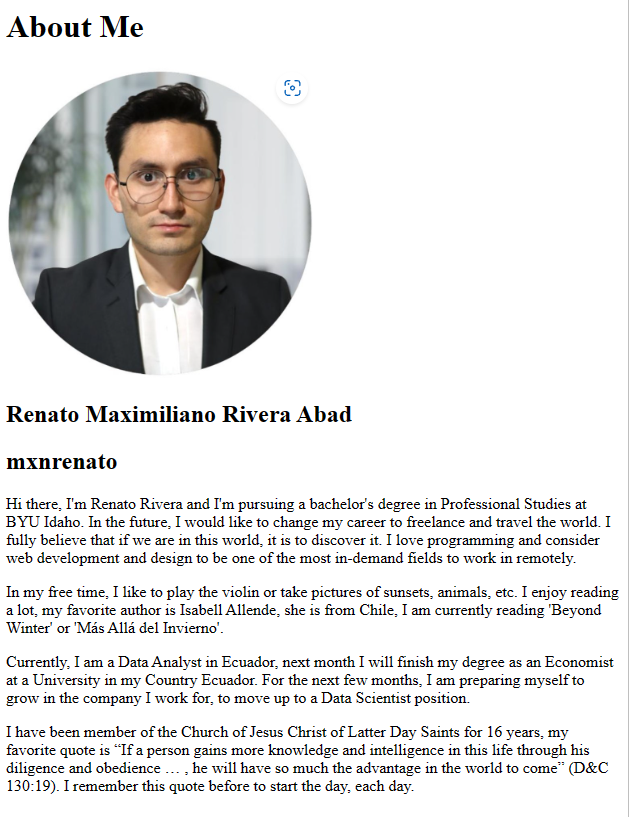 About Me
Renato Maximiliano Rivera Abad
mxnrenato
Hi there, I'm Renato Rivera and I'm pursuing a bachelor's degree in Professional Studies at
BYU Idaho. In the future, I would like to change my career to freelance and travel the world. I
fully believe that if we are in this world, it is to discover it. I love programming and consider
web development and design to be one of the most in-demand fields to work in remotely.
In my free time, I like to play the violin or take pictures of sunsets, animals, etc. I enjoy reading
a lot, my favorite author is Isabell Allende, she is from Chile, I am currently reading 'Beyond
Winter' or 'Más Allá del Invierno'.
Currently, I am a Data Analyst in Ecuador, next month I will finish my degree as an Economist
at a University in my Country Ecuador. For the next few months, I am preparing myself to
grow in the company I work for, to move up to a Data Scientist position.
I have been member of the Church of Jesus Christ of Latter Day Saints for 16 years, my
favorite quote is “If a person gains more knowledge and intelligence in this life through his
diligence and obedience … , he will have so much the advantage in the world to come” (D&C
130:19). I remember this quote before to start the day, each day.